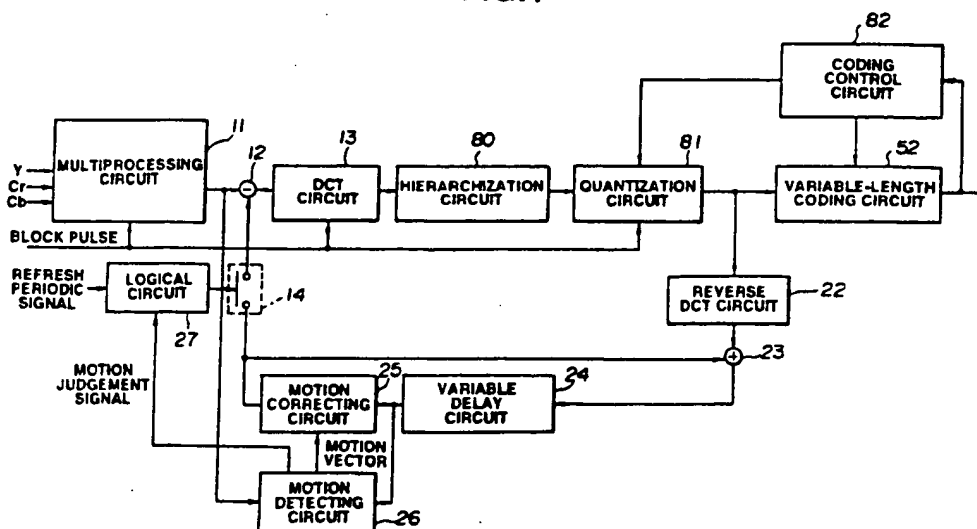 82
CODING
CONTROL
CIRCUIT
11
MULTIPROCESSING
CIRCUIT
Y
Cr
Cb
12
13
DCT
CIRCUIT
80
HIERARCHIZATION
CIRCUIT
81
QUANTIZATION
CIRCUIT
52
VARIABLE-LENGTH
CODING CIRCUIT
BLOCK PULSE
REFRESH
PERIODIC
SIGNAL
LOGICAL
CIRCUIT
27
14
REVERSE
DCT CIRCUIT
22
23
MOTION
JUDGEMENT
SIGNAL
25
MOTION
CORRECTING
CIRCUIT
24
VARIABLE
DELAY
CIRCUIT
MOTION
VECTOR
MOTION
DETECTING
CIRCUIT
26